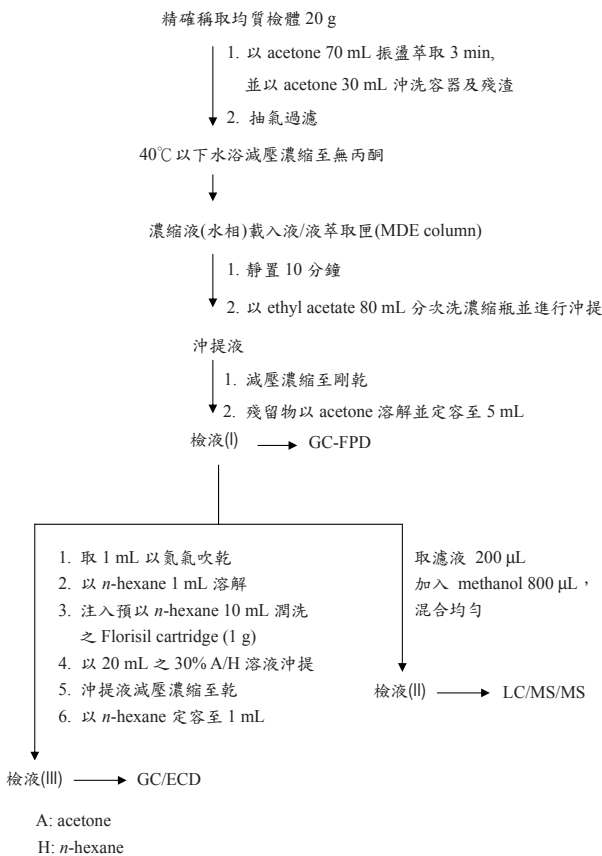 精確稱取均質檢體 20 g
1. 以 acetone 70 mL 振盪萃取 3 min,
並以 acetone 30 mL 沖洗容器及殘渣
2. 抽氣過濾
40℃以下水浴減壓濃縮至無丙酮
濃縮液(水相)載入液/液萃取匣(MDE column)
1. 靜置 10 分鐘
2. 以 ethyl acetate 80 mL 分次洗濃縮瓶並進行沖提
沖提液
1. 減壓濃縮至剛乾
2. 殘留物以 acetone 溶解並定容至 5 mL
檢液(I) GC-FPD
1. 取 1 mL 以氮氣吹乾
2. 以 n-hexane 1 mL 溶解
3. 注入預以 n-hexane 10 mL 潤洗
之 Florisil cartridge (1 g)
4. 以 20 mL 之 30% A/H 溶液沖提
5. 沖提液減壓濃縮至乾
6. 以 n-hexane 定容至 1 mL
取濾液 200 μL
加入 methanol 800 μL，
混合均勻
檢液(II) LC/MS/MS
檢液(III) GC/ECD
A: acetone
H: n-hexane